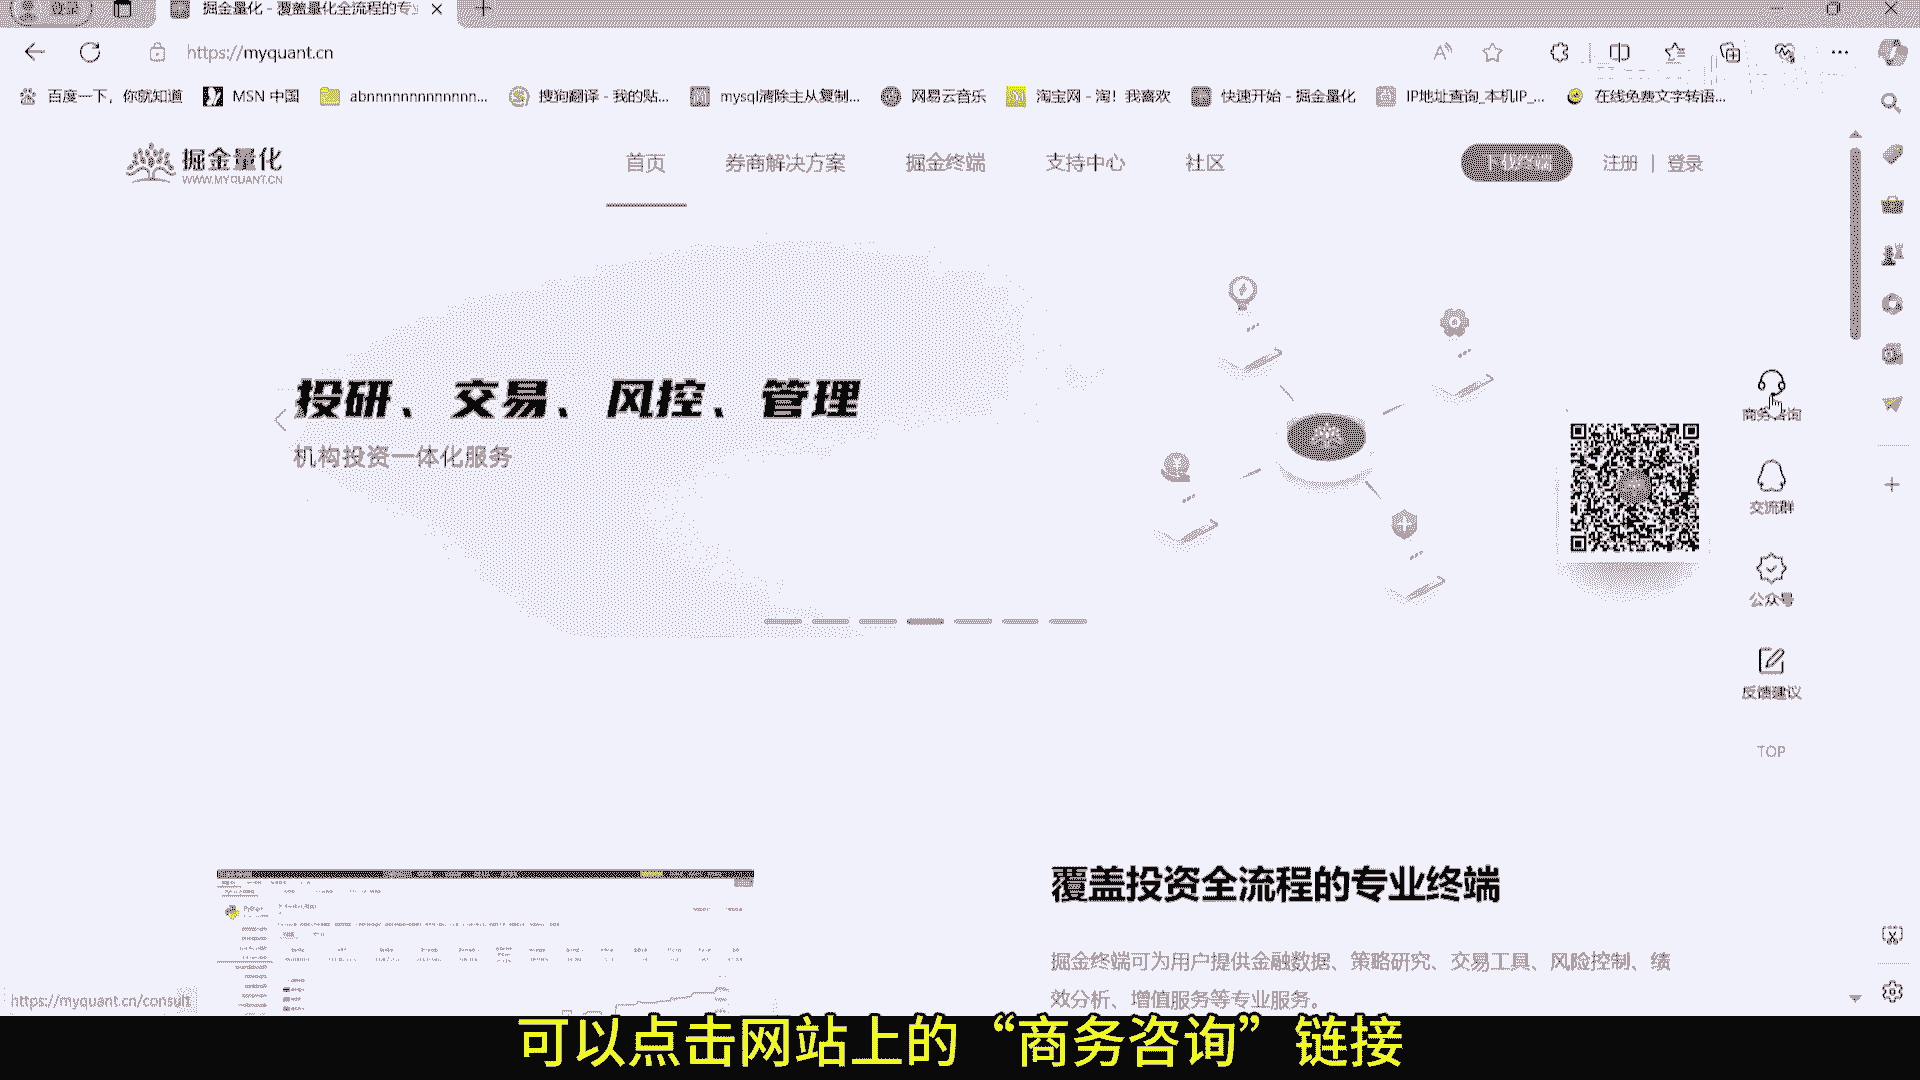 登录
掘金量化 - 覆盖量化全流程的专业
https://myquant.cn
百度一下，你就知道
MSN 中国
abnnnnnnnnnnnnn...
搜狗翻译 - 我的贴...
mysql清除主从复制...
网易云音乐
淘宝网 - 淘！我喜欢
快速开始 - 掘金量化
IP地址查询_本机IP_...
在线免费文字转语...
掘金量化
WWW.MYQUANT.CN
首页
券商解决方案
掘金终端
支持中心
社区
下载终端
注册 | 登录
投研、交易、风控、管理
机构投资一体化服务
商务咨询
交流群
公众号
反馈建议
TOP
覆盖投资全流程的专业终端
掘金终端可为用户提供金融数据、策略研究、交易工具、风险控制、绩
效分析、增值服务等专业服务。
https://myquant.cn/consult
可以点击网站上的“商务咨询”链接